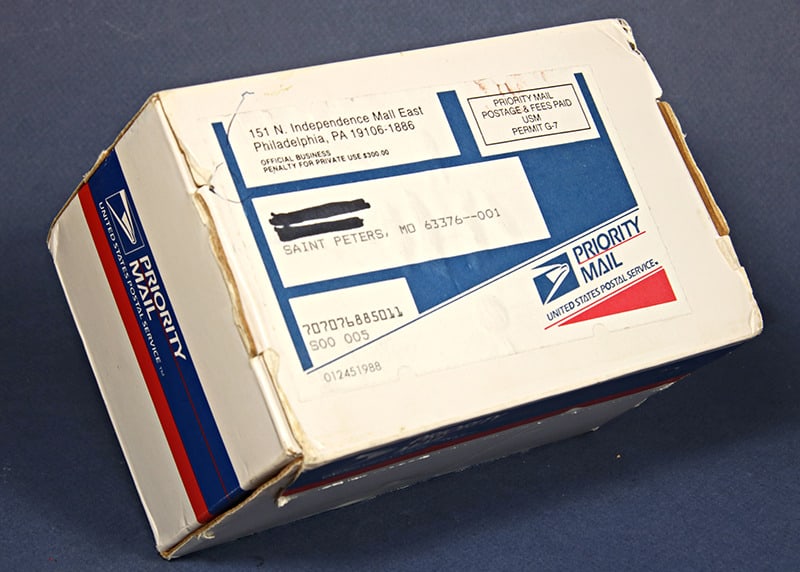 151 N. Independence Mall East
Philadelphia, PA 19106-1886
OFFICIAL BUSINESS
PENALTY FOR PRIVATE USE $300.00
PRIORITY MAIL
POSTAGE & FEES PAID
USM
PERMIT G-7
SAINT PETERS, MO 63376--001
707076885011
S00 005
012451988
PRIORITY
MAIL
UNITED STATES POSTAL SERVICE®
PRIORITY
MAIL
UNITED STATES POSTAL SERVICE™